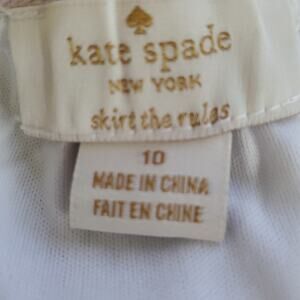 kate spade
NEW YORK
skirt the rules
10
MADE IN CHINA
FAIT EN CHINE